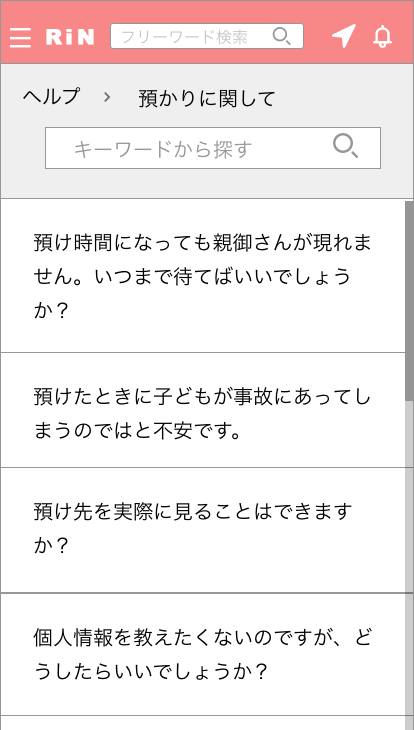 RiN フリーワード検索
ヘルプ > 預かりに関して
キーワードから探す
預け時間になっても親御さんが現れま
せん。いつまで待てばいいでしょう
か？
預けたときに子どもが事故にあってし
まうのではと不安です。
預け先を実際に見ることはできます
か？
個人情報を教えたくないのですが、ど
うしたらいいでしょうか？